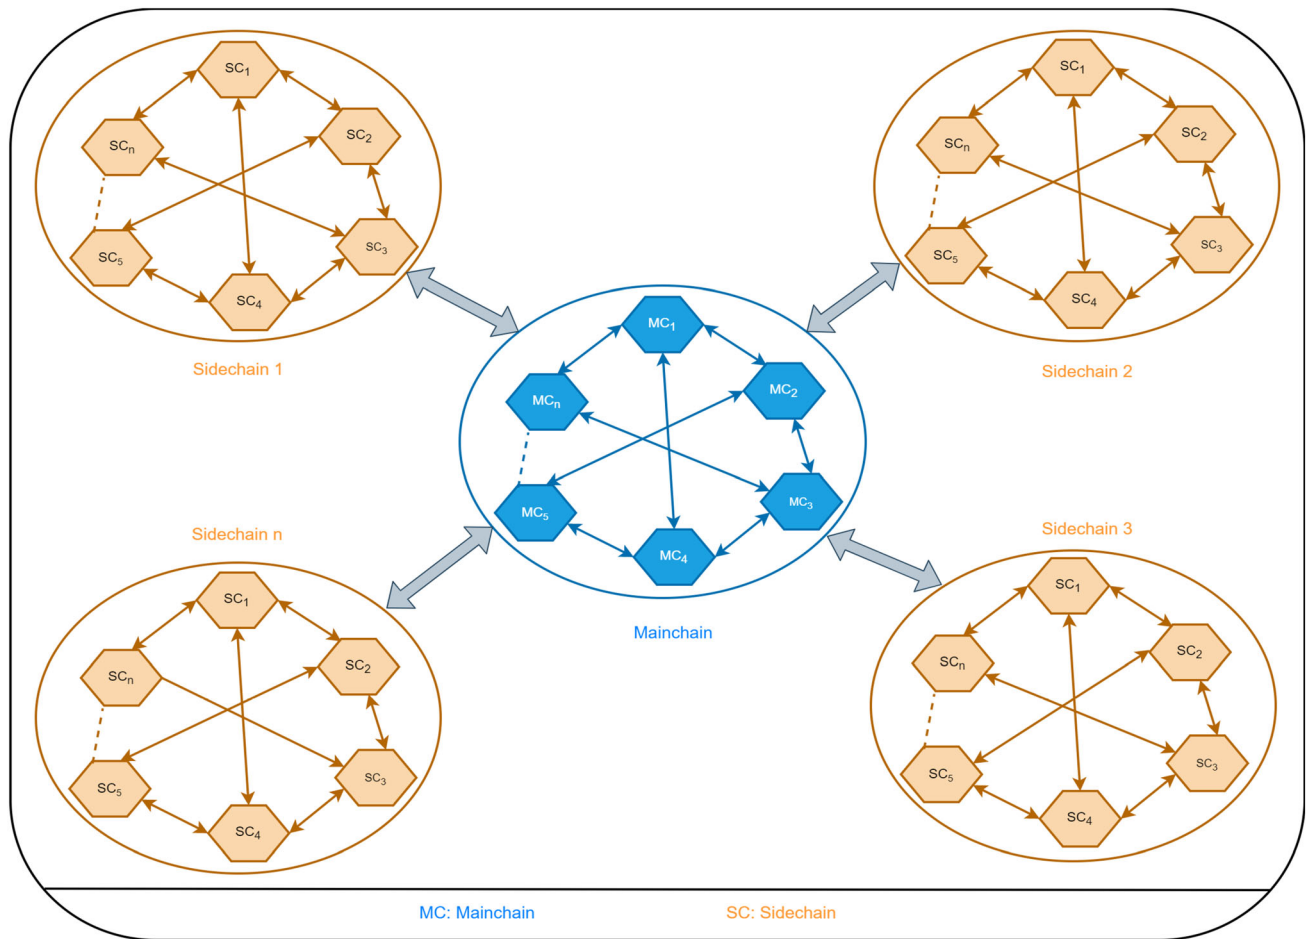 SC1
SC2
SCn
SC3
SC5
SC4
Sidechain 1
SC1
SC2
SCn
SC3
SC5
SC4
Sidechain 2
MC1
MC2
MCn
MC3
MC5
MC4
Mainchain
Sidechain n
SC1
SC2
SCn
SC3
SC5
SC4
Sidechain 3
SC1
SC2
SCn
SC3
SC5
SC4
MC: Mainchain
SC: Sidechain